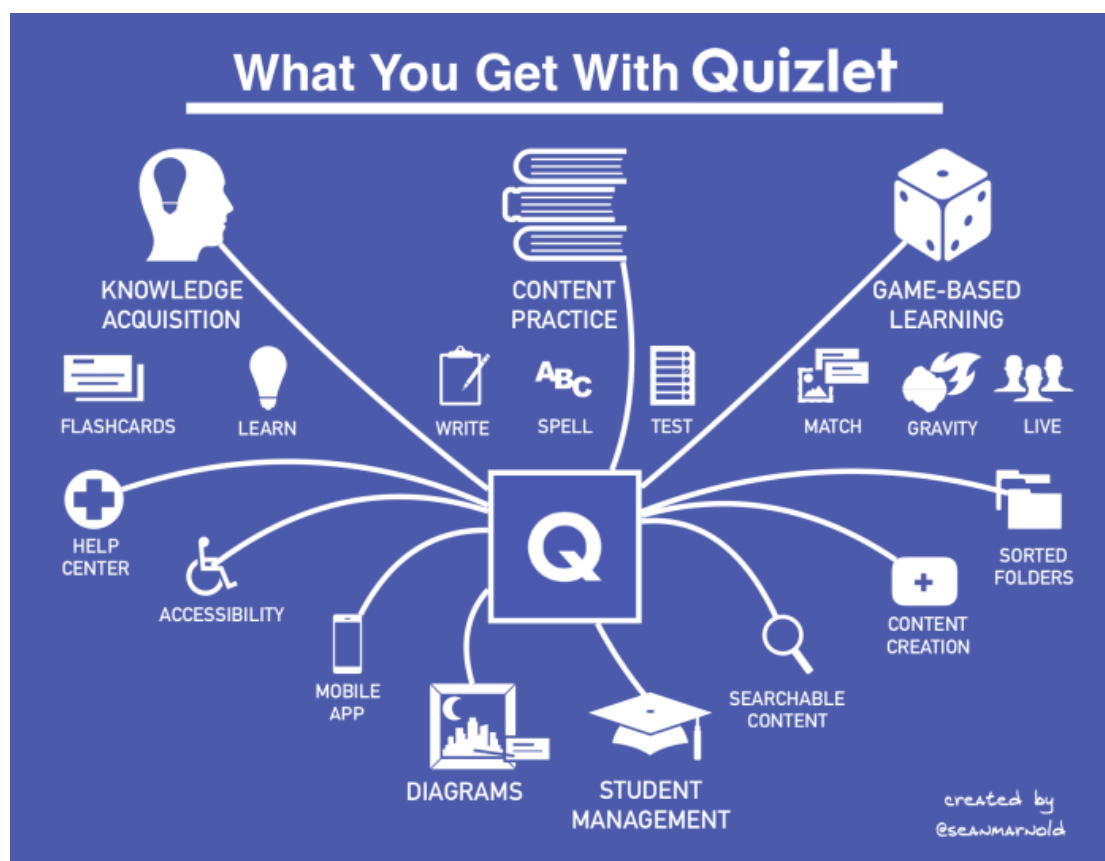 What You Get With Quizlet
KNOWLEDGE
ACQUISITION
CONTENT
PRACTICE
GAME-BASED
LEARNING
FLASHCARDS
LEARN
WRITE
ABC
SPELL
TEST
MATCH
GRAVITY
LIVE
HELP
CENTER
ACCESSIBILITY
MOBILE
APP
Q
DIAGRAMS
STUDENT
MANAGEMENT
SEARCHABLE
CONTENT
CONTENT
CREATION
SORTED
FOLDERS
created by
@seanmarnold